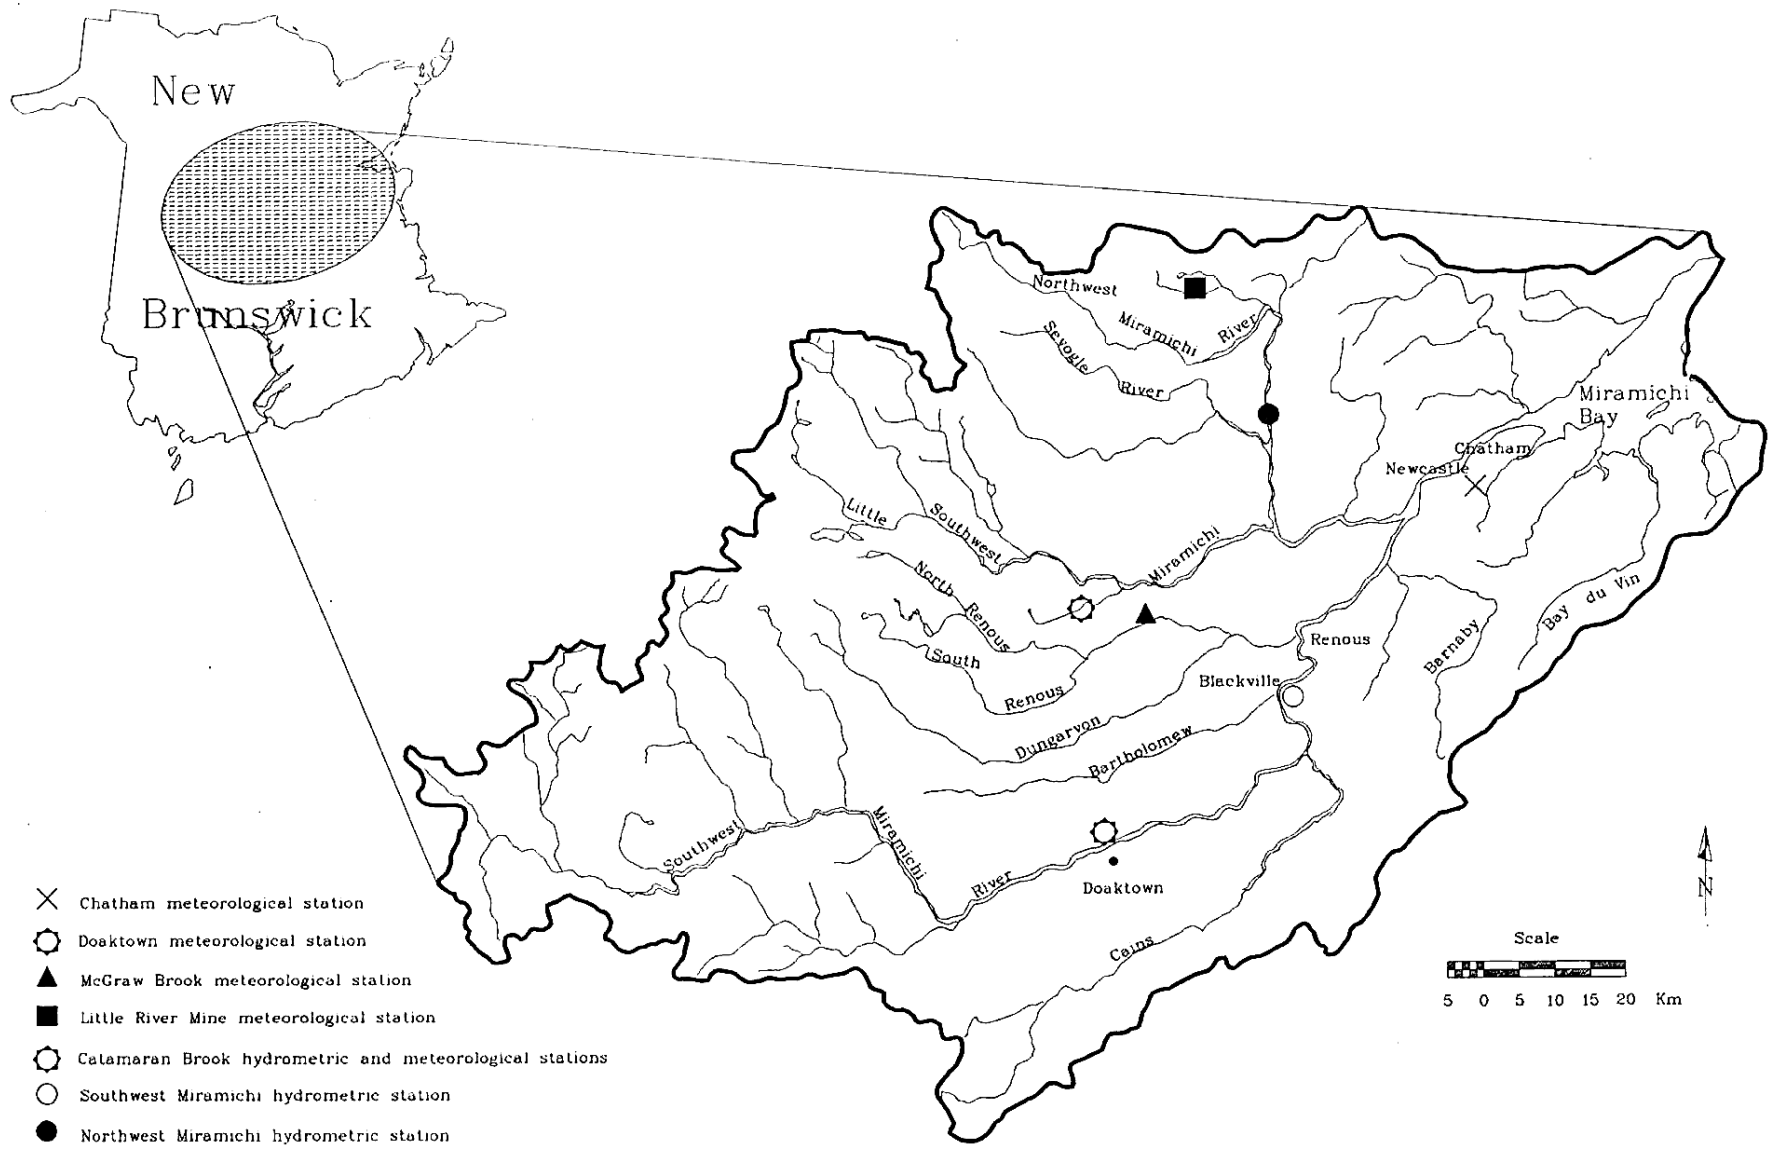 New
Brunswick
Northwest
Miramichi
River
Sevogle
River
Miramichi
Bay
Chatham
Newcastle
Little
Southwest
Miramichi
North
Renous
South
Renous
Renous
Barnaby
Bay du Vin
Blackville
Dungarvon
Bartholomew
Southwest
Miramichi
River
Doaktown
Cains
N
Scale
5 0 5 10 15 20 Km
Chatham meteorological station
Doaktown meteorological station
McGraw Brook meteorological station
Little River Mine meteorological station
Catamaran Brook hydrometric and meteorological stations
Southwest Miramichi hydrometric station
Northwest Miramichi hydrometric station